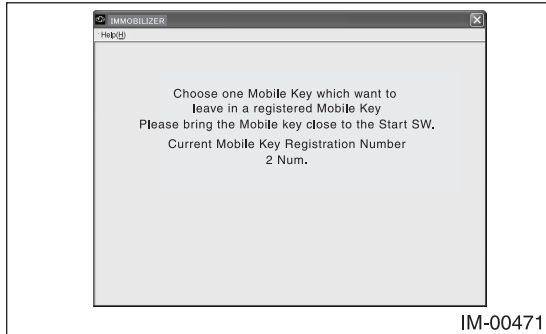 IMMOBILIZER
Help(H)
Choose one Mobile Key which want to
leave in a registered Mobile Key
Please bring the Mobile key close to the Start SW.
Current Mobile Key Registration Number
2 Num.
IM-00471